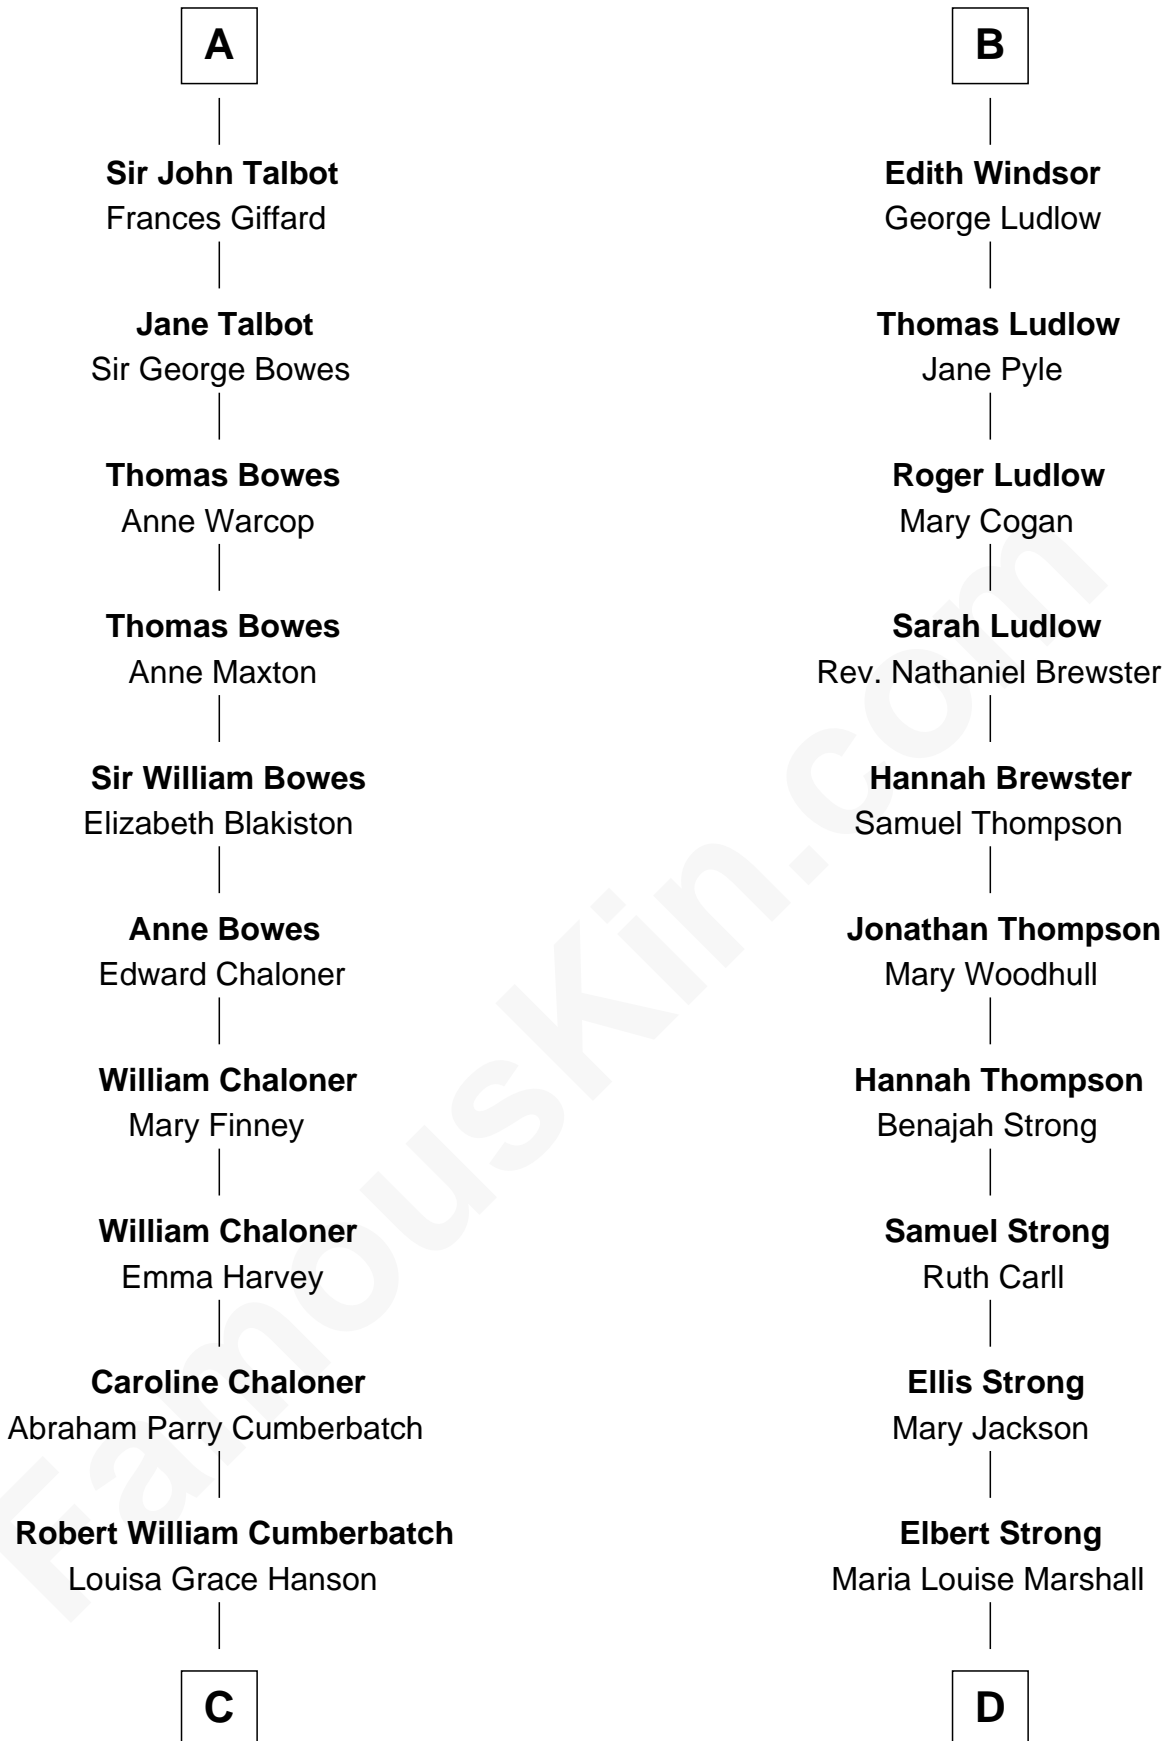 A
Sir John Talbot
Frances Giffard
Jane Talbot
Sir George Bowes
Thomas Bowes
Anne Warcop
Thomas Bowes
Anne Maxton
Sir William Bowes
Elizabeth Blakiston
Anne Bowes
Edward Chaloner
William Chaloner
Mary Finney
William Chaloner
Emma Harvey
Caroline Chaloner
Abraham Parry Cumberbatch
Robert William Cumberbatch
Louisa Grace Hanson
C
B
Edith Windsor
George Ludlow
Thomas Ludlow
Jane Pyle
Roger Ludlow
Mary Cogan
Sarah Ludlow
Rev. Nathaniel Brewster
Hannah Brewster
Samuel Thompson
Jonathan Thompson
Mary Woodhull
Hannah Thompson
Benajah Strong
Samuel Strong
Ruth Carll
Ellis Strong
Mary Jackson
Elbert Strong
Maria Louise Marshall
D
FamousKin.com